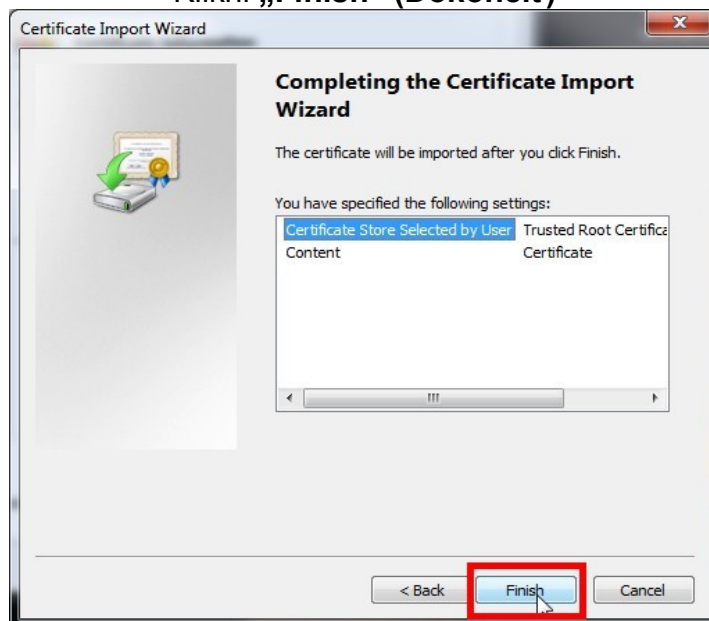 Certificate Import Wizard
Completing the Certificate Import
Wizard
The certificate will be imported after you click Finish.
You have specified the following settings:
Certificate Store Selected by User Trusted Root Certifica
Content Certificate
< Back Finish Cancel